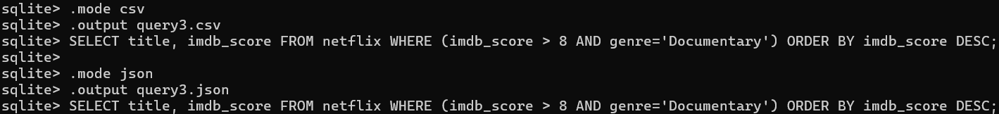 sqlite> .mode csv
sqlite> .output query3.csv
sqlite> SELECT title, imdb_score FROM netflix WHERE (imdb_score > 8 AND genre='Documentary') ORDER BY imdb_score DESC;
sqlite>
sqlite> .mode json
sqlite> .output query3.json
sqlite> SELECT title, imdb_score FROM netflix WHERE (imdb_score > 8 AND genre='Documentary') ORDER BY imdb_score DESC;